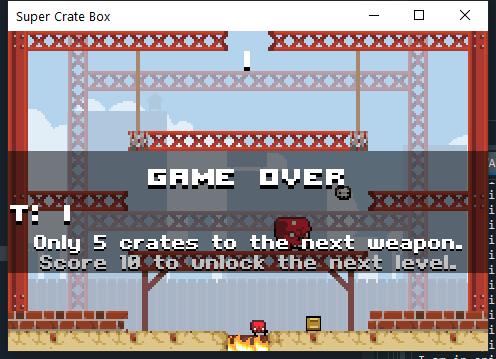 Super Crate Box
1
GAME OVER
T: 1
Only 5 crates to the next weapon.
Score 10 to unlock the next level.